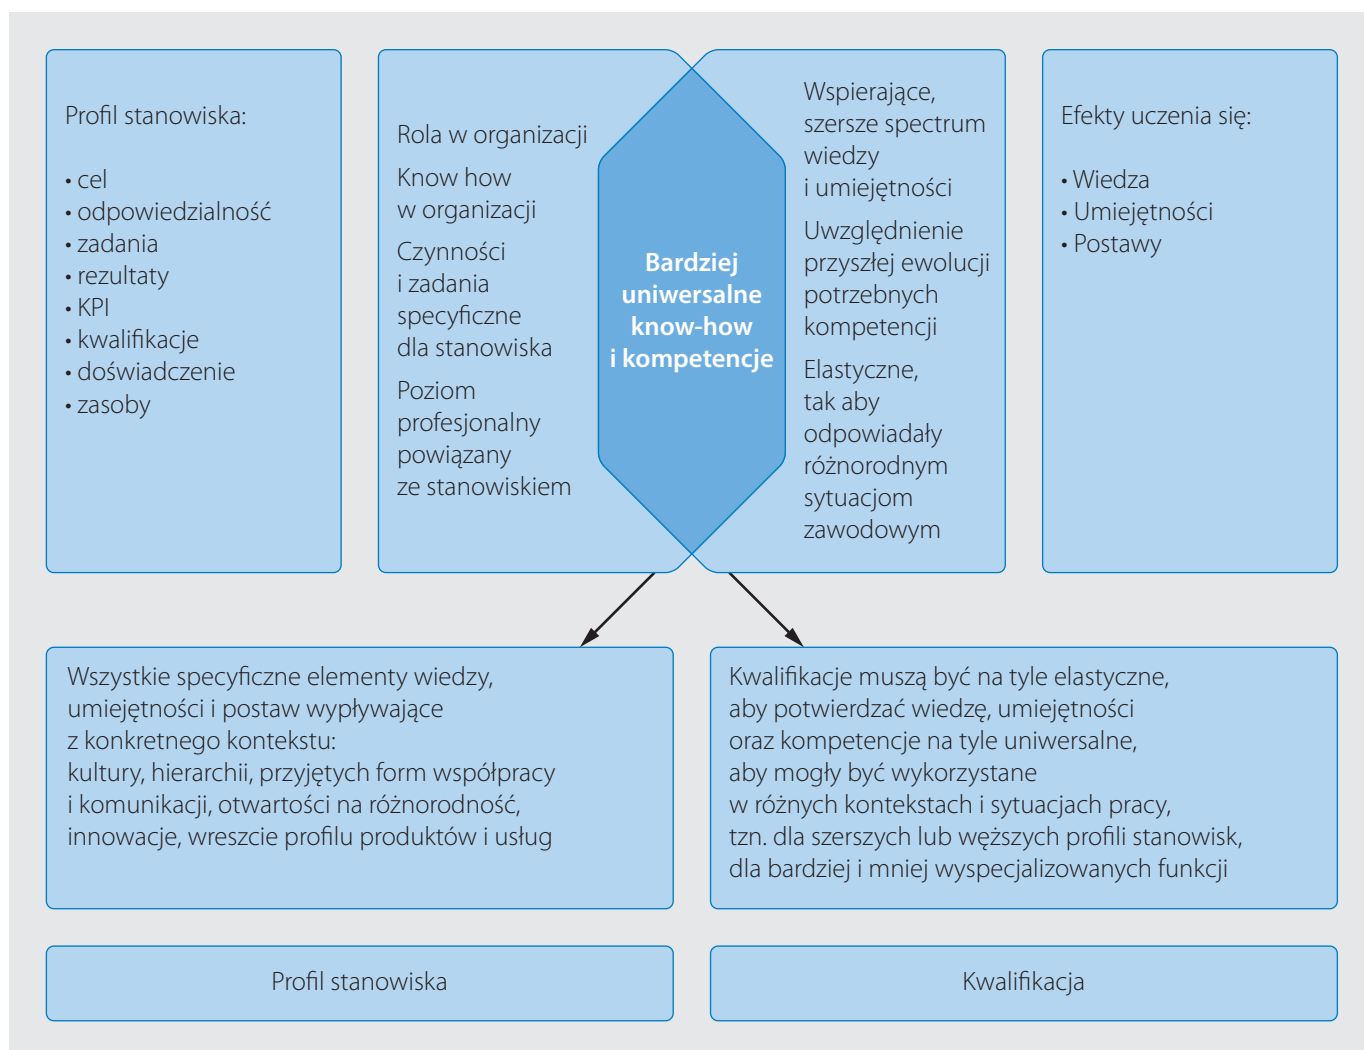 Profil stanowiska:
• cel
• odpowiedzialność
• zadania
• rezultaty
• KPI
• kwalifikacje
• doświadczenie
• zasoby
Rola w organizacji
Know how
w organizacji
Czynności
i zadania
specyficzne
dla stanowiska
Poziom
profesjonalny
powiązany
ze stanowiskiem
Bardziej
uniwersalne
know-how
i kompetencje
Wspierające,
szersze spectrum
wiedzy
i umiejętności
Uwzględnienie
przyszłej ewolucji
potrzebnych
kompetencji
Elastyczne,
tak aby
odpowiadały
różnorodnym
sytuacjom
zawodowym
Efekty uczenia się:
• Wiedza
• Umiejętności
• Postawy
Wszystkie specyficzne elementy wiedzy,
umiejętności i postaw wypływające
z konkretnego kontekstu:
kultury, hierarchii, przyjętych form współpracy
i komunikacji, otwartości na różnorodność,
innowacje, wreszcie profilu produktów i usług
Kwalifikacje muszą być na tyle elastyczne,
aby potwierdzać wiedzę, umiejętności
oraz kompetencje na tyle uniwersalne,
aby mogły być wykorzystane
w różnych kontekstach i sytuacjach pracy,
tzn. dla szerszych lub węższych profili stanowisk,
dla bardziej i mniej wyspecjalizowanych funkcji
Profil stanowiska
Kwalifikacja